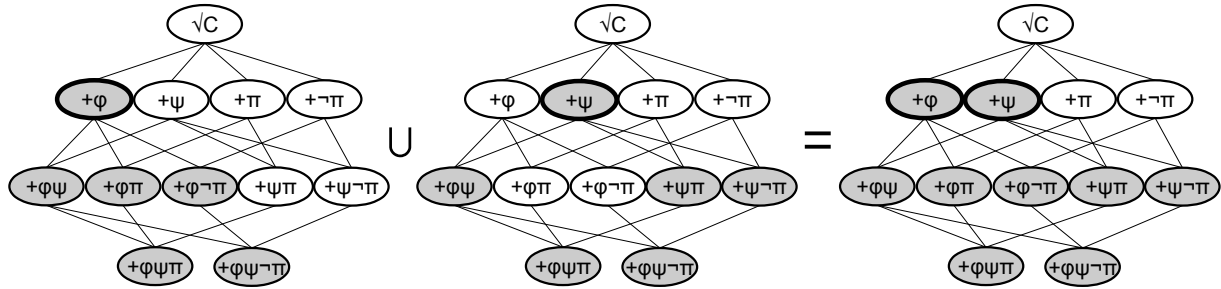 √C √C √C
+φ +ψ +π +¬π +φ +ψ +π +¬π +φ +ψ +π +¬π
∪ =
+φψ +φπ +φ¬π +ψπ +ψ¬π +φψ +φπ +φ¬π +ψπ +ψ¬π +φψ +φπ +φ¬π +ψπ +ψ¬π
+φψπ +φψ¬π +φψπ +φψ¬π +φψπ +φψ¬π